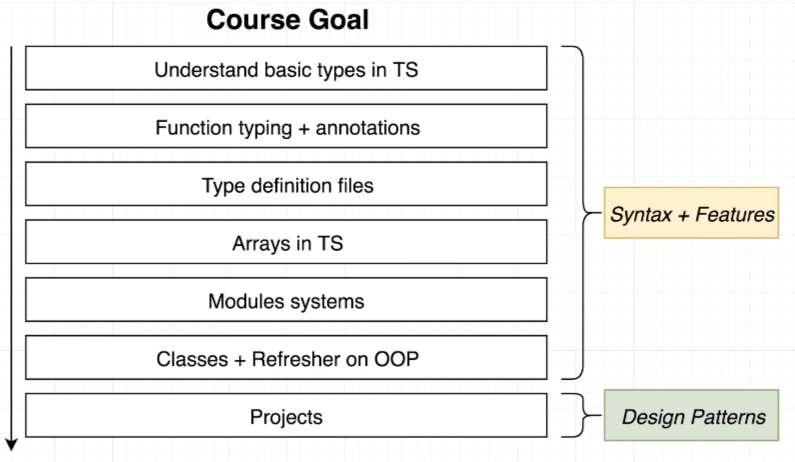 Course Goal
Understand basic types in TS
Function typing + annotations
Type definition files
Arrays in TS
Modules systems
Classes + Refresher on OOP
Projects
Syntax + Features
Design Patterns